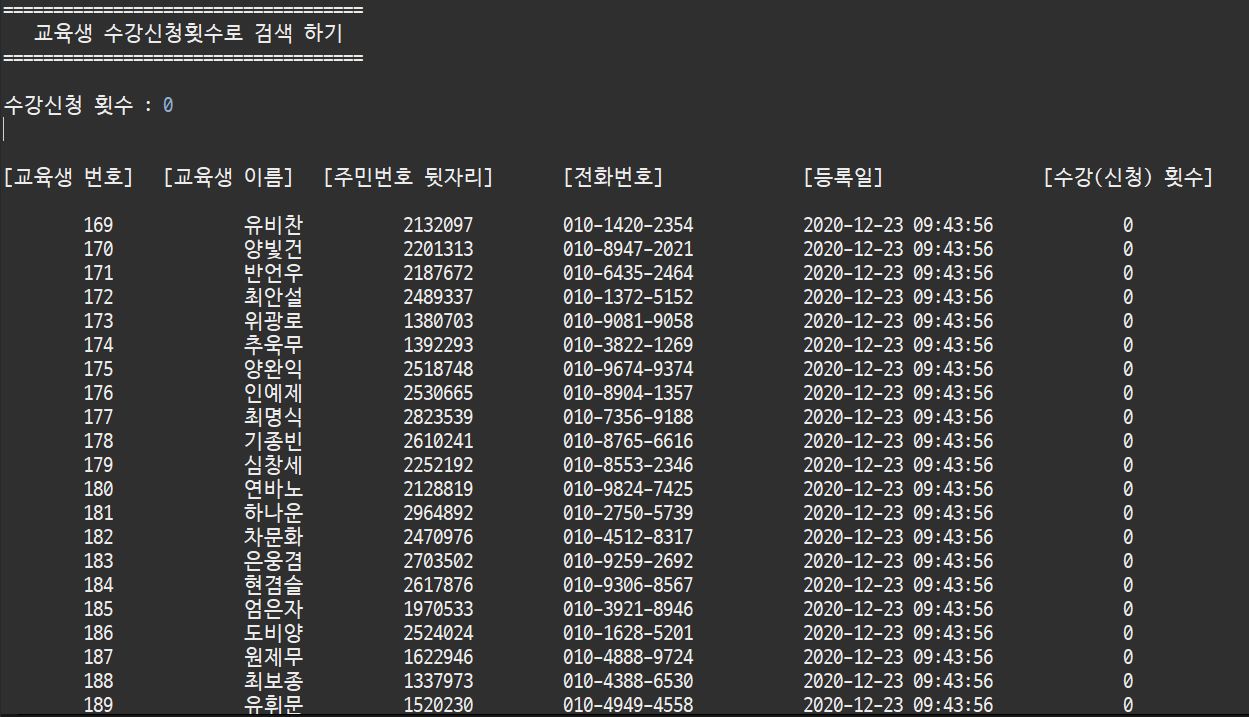 ====================================
교육생 수강신청횟수로 검색 하기
====================================
수강신청 횟수 : 0
[교육생 번호] [교육생 이름] [주민번호 뒷자리] [전화번호] [등록일] [수강(신청) 횟수]
169 유비찬 2132097 010-1420-2354 2020-12-23 09:43:56 0
170 양빛건 2201313 010-8947-2021 2020-12-23 09:43:56 0
171 반언우 2187672 010-6435-2464 2020-12-23 09:43:56 0
172 최안설 2489337 010-1372-5152 2020-12-23 09:43:56 0
173 위광로 1380703 010-9081-9058 2020-12-23 09:43:56 0
174 추욱무 1392293 010-3822-1269 2020-12-23 09:43:56 0
175 양완익 2518748 010-9674-9374 2020-12-23 09:43:56 0
176 인예제 2530665 010-8904-1357 2020-12-23 09:43:56 0
177 최명식 2823539 010-7356-9188 2020-12-23 09:43:56 0
178 기종빈 2610241 010-8765-6616 2020-12-23 09:43:56 0
179 심창세 2252192 010-8553-2346 2020-12-23 09:43:56 0
180 연바노 2128819 010-9824-7425 2020-12-23 09:43:56 0
181 하나운 2964892 010-2750-5739 2020-12-23 09:43:56 0
182 차문화 2470976 010-4512-8317 2020-12-23 09:43:56 0
183 은웅겸 2703502 010-9259-2692 2020-12-23 09:43:56 0
184 현겸슬 2617876 010-9306-8567 2020-12-23 09:43:56 0
185 엄은자 1970533 010-3921-8946 2020-12-23 09:43:56 0
186 도비양 2524024 010-1628-5201 2020-12-23 09:43:56 0
187 원제무 1622946 010-4888-9724 2020-12-23 09:43:56 0
188 최보종 1337973 010-4388-6530 2020-12-23 09:43:56 0
189 유휘문 1520230 010-4949-4558 2020-12-23 09:43:56 0